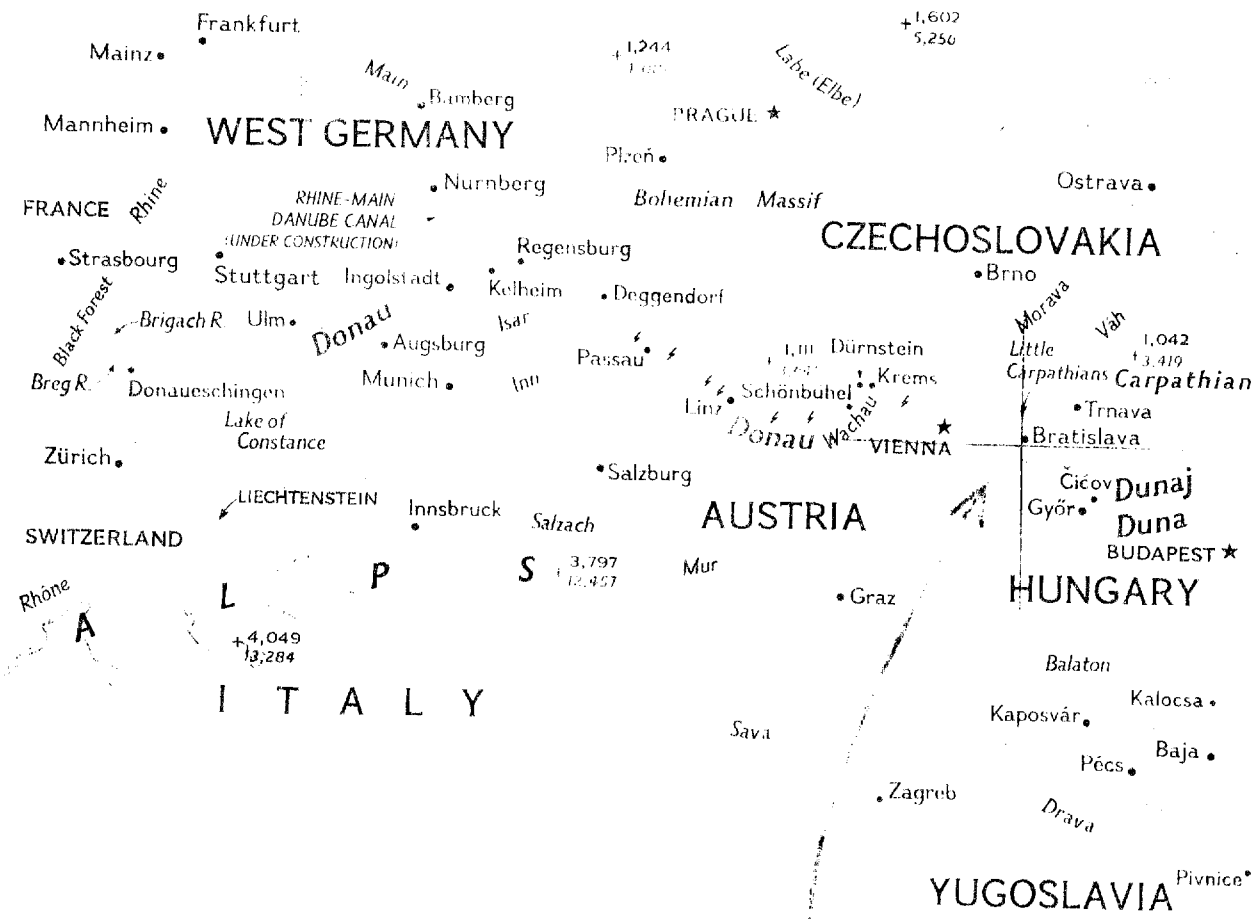 Frankfurt
Mainz
+1,602
5,250
+1,244
Main
Labe (Elbe)
Bamberg
PRAGUE
Mannheim
WEST GERMANY
Plzeň
Nurnberg
Ostrava
FRANCE
Rhine
RHINE-MAIN
DANUBE CANAL
(UNDER CONSTRUCTION)
Bohemian Massif
CZECHOSLOVAKIA
Regensburg
Strasbourg
Stuttgart
Ingolstadt
Kelheim
Deggendorf
Brno
Black Forest
Brigach R.
Ulm
Donau
Isar
Augsburg
Passau
Dürnstein
Morava
Váh
Little
Carpathians
1,042
+3,419
Carpathian
Breg R.
Donaueschingen
Munich
Inn
Linz
Schönbuhel
Krems
Trnava
Lake of
Constance
Donau
Wachau
VIENNA
Bratislava
Zürich
Salzburg
LIECHTENSTEIN
Innsbruck
Salzach
AUSTRIA
Čićov
Dunaj
Győr
Duna
SWITZERLAND
BUDAPEST
Rhône
A L P S
+3,797
12,457
Mur
Graz
HUNGARY
+4,049
13,284
ITALY
Balaton
Kalocsa
Kaposvár
Sava
Baja
Pécs
Zagreb
Drava
YUGOSLAVIA
Pivnice